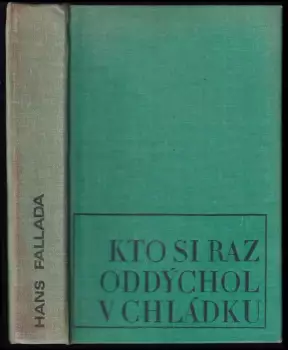 HANS FALLADA
KTO SI RAZ
ODDÝCHOL
V CHLÁDKU